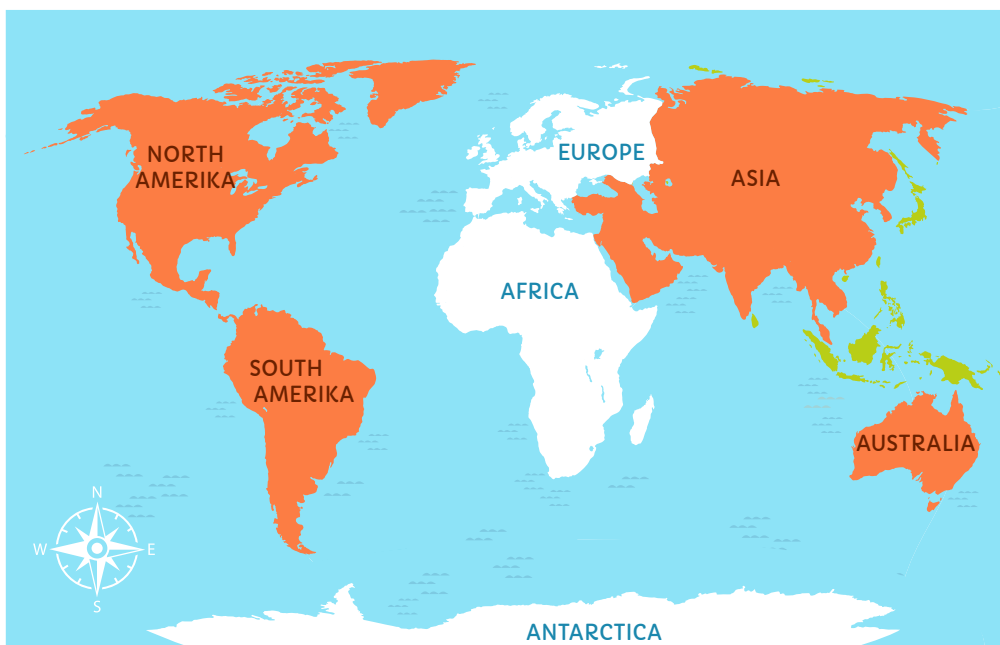 NORTH
AMERIKA
EUROPE
ASIA
AFRICA
SOUTH
AMERIKA
AUSTRALIA
N
W
E
S
ANTARCTICA